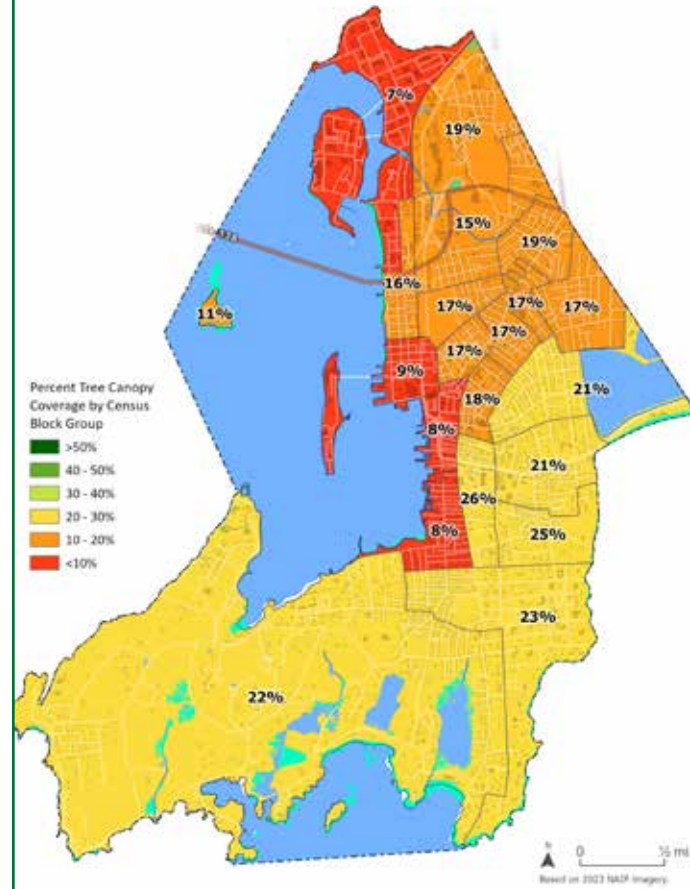 7%
19%
15%
19%
16%
11%
17%
17%
17%
17%
17%
9%
18%
21%
8%
21%
26%
25%
8%
23%
22%
Percent Tree Canopy
Coverage by Census
Block Group
>50%
40 - 50%
30 - 40%
20 - 30%
10 - 20%
<10%
N
0 ½ mi
Based on 2023 NAIP Imagery.